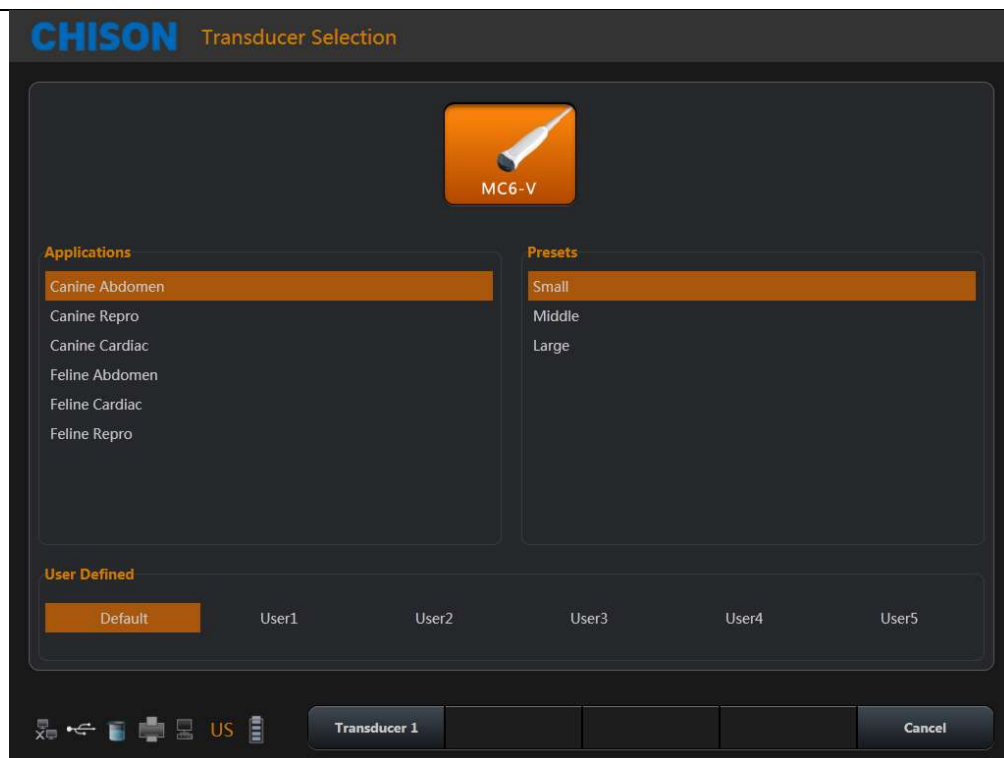 CHISON Transducer Selection
MC6-V
Applications
Canine Abdomen
Canine Repro
Canine Cardiac
Feline Abdomen
Feline Cardiac
Feline Repro
Presets
Small
Middle
Large
User Defined
Default User1 User2 User3 User4 User5
US Transducer 1 Cancel